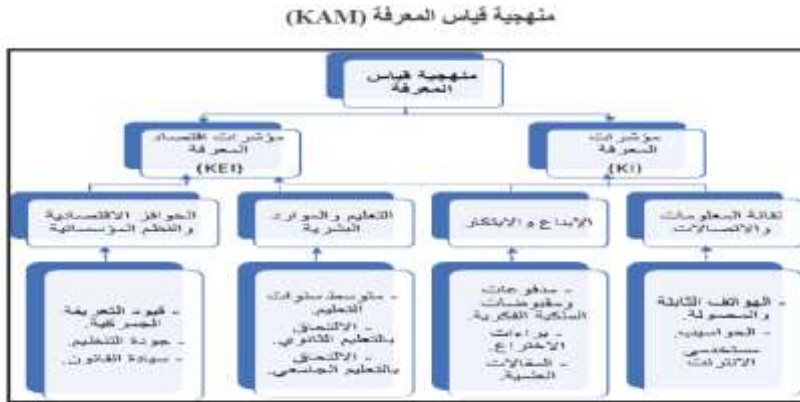 منهجية قياس المعرفة (KAM)
منهجية قياس
المعرفة
مؤشرات
المعرفة
(KI)
مؤشرات اقتصاد
المعرفة
(KEI)
تقانة المعلومات
والاتصالات
الإبداع والابتكار
التعليم والموارد
البشرية
الحوافز الاقتصادية
والنظم المؤسساتية
- الهواتف الثابتة
والمحمولة.
- الحواسيب.
مستخدمي
الانترنت
- مدفوعات
ومقبوضات
الملكية الفكرية.
- براءات
الاختراع.
- المقالات
العلمية.
- متوسط سنوات
التعليم.
- الالتحاق
بالتعليم الثانوي.
- الالتحاق
بالتعليم الجامعي.
- قيود التعريفة
الجمركية.
- جودة التنظيم.
- سيادة القانون.